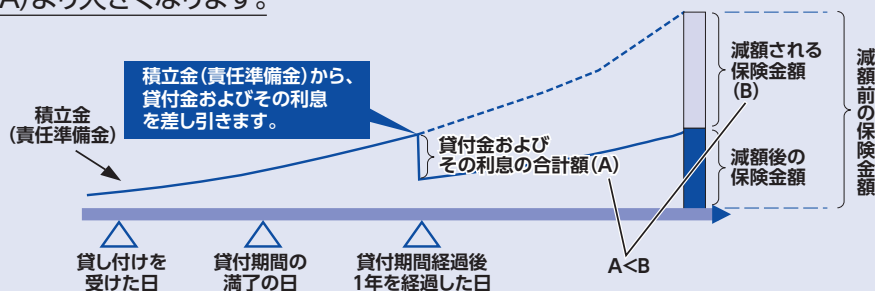 A)より大きくなります。
積立金(責任準備金)から、
貸付金およびその利息
を差し引きます。
積立金
(責任準備金)
貸付金および
その利息の合計額(A)
減額される
保険金額
(B)
減額後の
保険金額
減額前の保険金額
貸し付けを
受けた日
貸付期間の
満了の日
貸付期間経過後
1年を経過した日
A<B